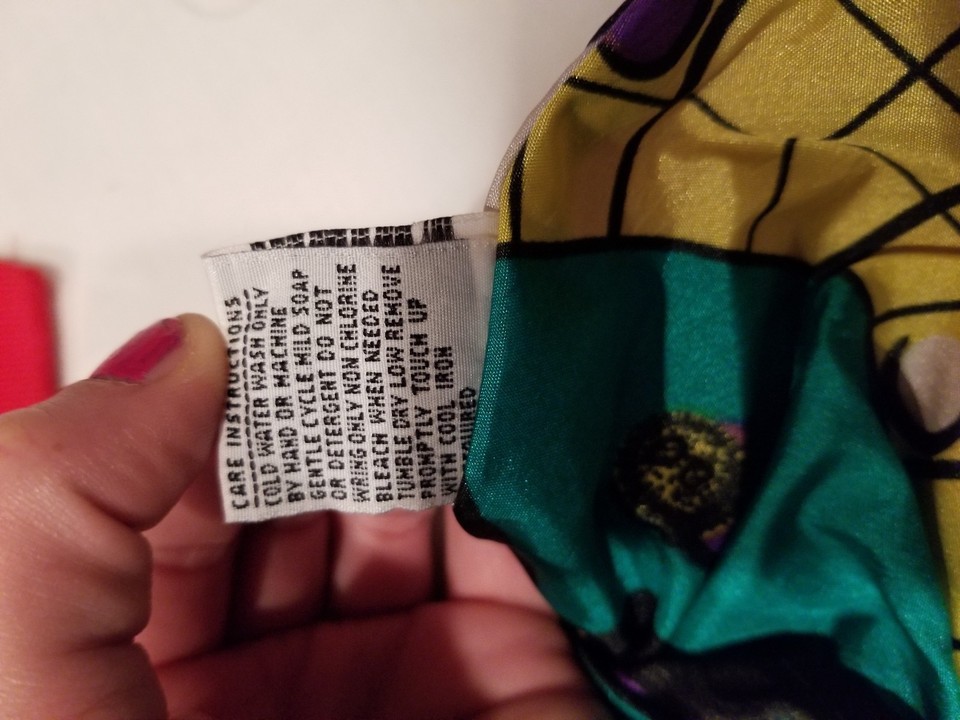 CARE INSTRUCTIONS
COLD WATER WASH ONLY
BY HAND OR MACHINE
GENTLE CYCLE MILD SOAP
OR DETERGENT DO NOT
WRING ONLY NON CHLORINE
BLEACH WHEN NEEDED
TUMBLE DRY LOW REMOVE
PROMPTLY TOUCH UP
WITH COOL IRON